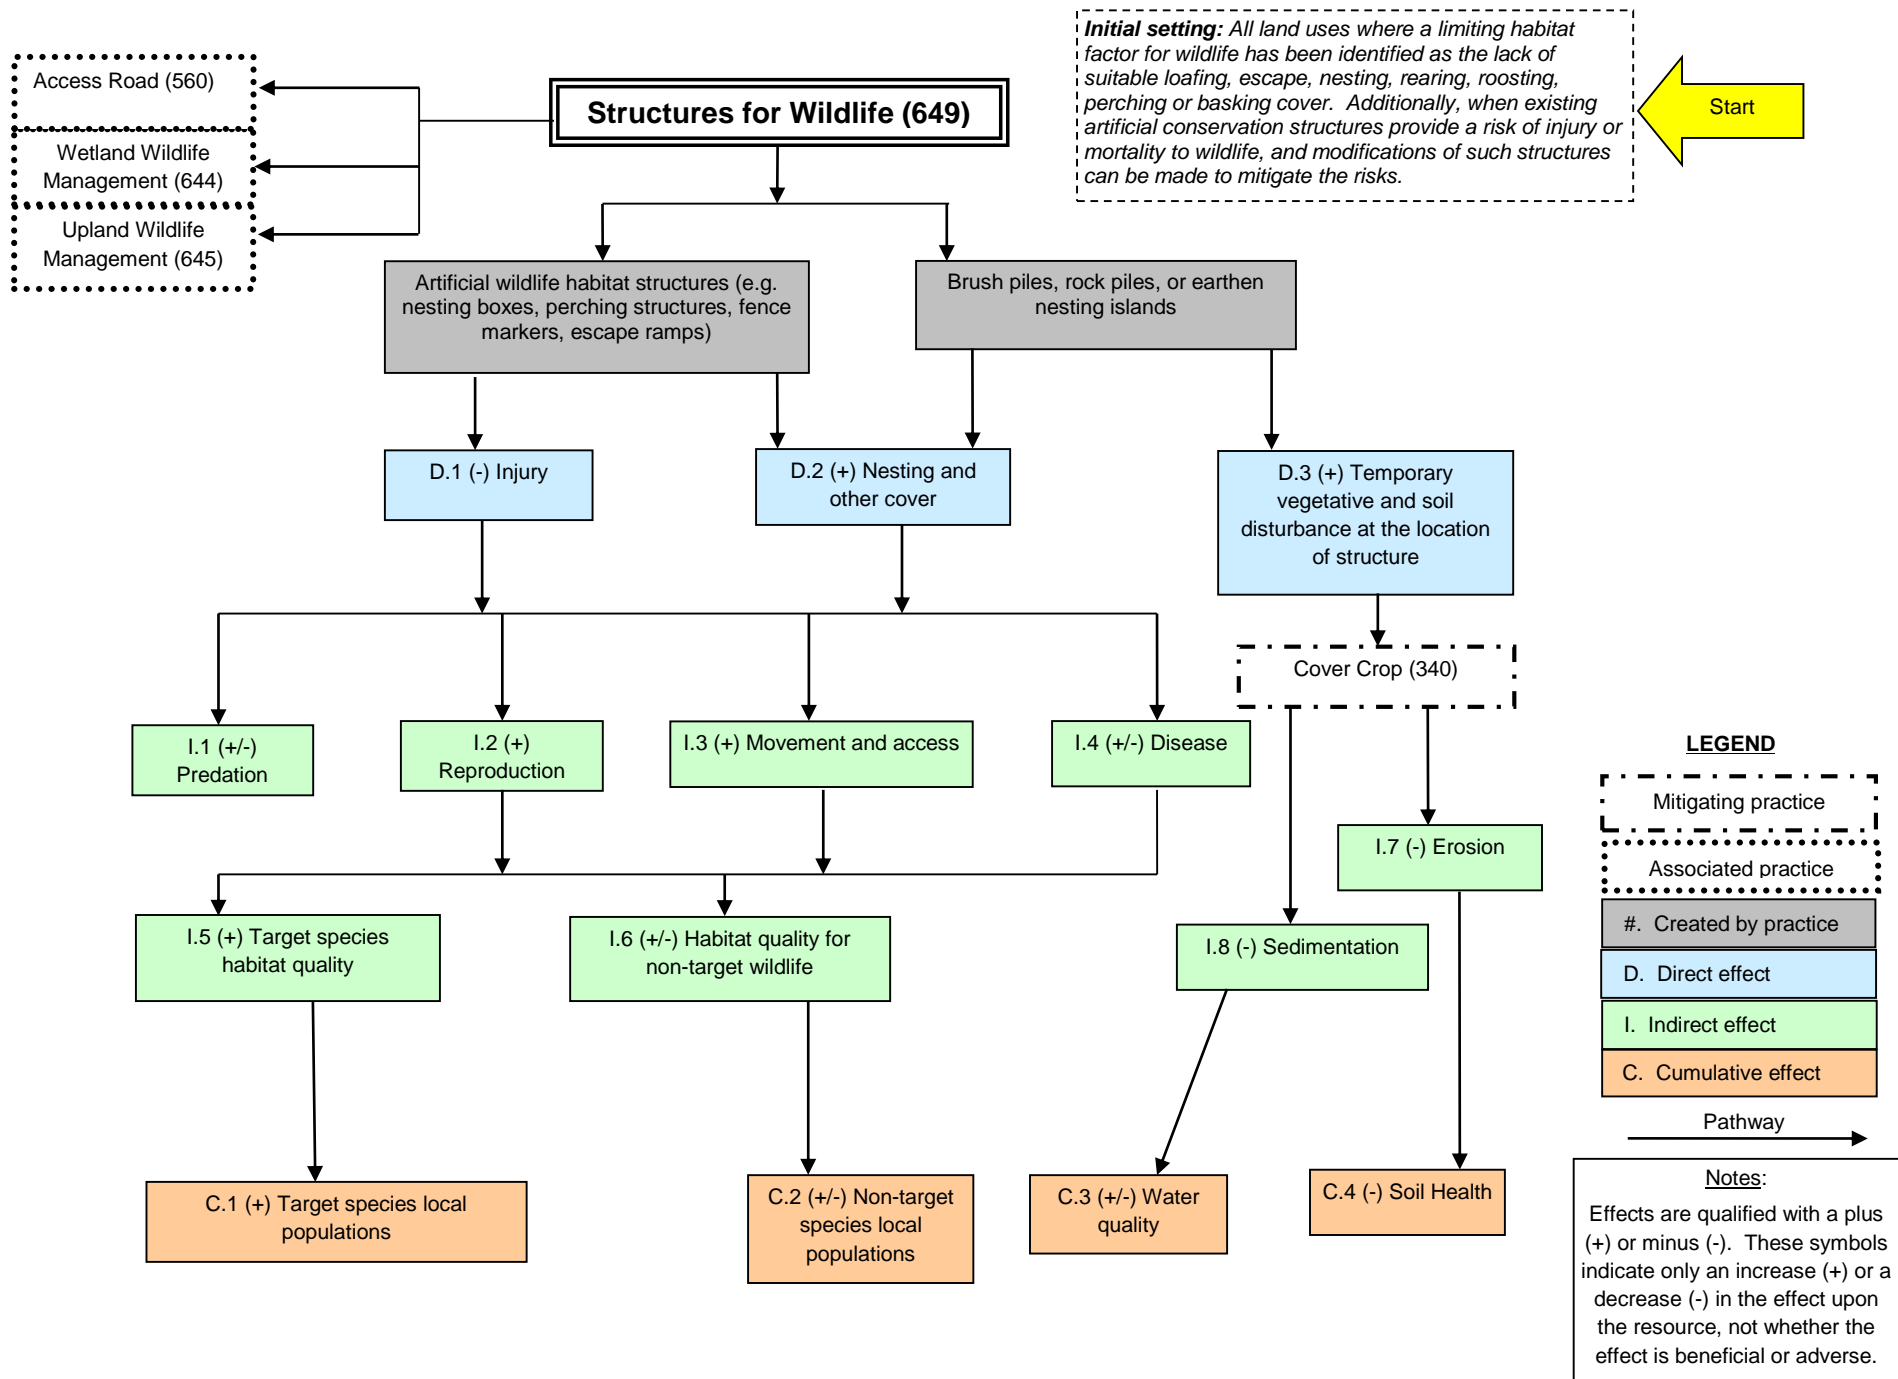 Initial setting: All land uses where a limiting habitat
factor for wildlife has been identified as the lack of
suitable loafing, escape, nesting, rearing, roosting,
perching or basking cover.  Additionally, when existing
artificial conservation structures provide a risk of injury or
mortality to wildlife, and modifications of such structures
can be made to mitigate the risks.
Start
Access Road (560)
Wetland Wildlife
Management (644)
Upland Wildlife
Management (645)
Structures for Wildlife (649)
Artificial wildlife habitat structures (e.g.
nesting boxes, perching structures, fence
markers, escape ramps)
Brush piles, rock piles, or earthen
nesting islands
D.1 (-) Injury
D.2 (+) Nesting and
other cover
D.3 (+) Temporary
vegetative and soil
disturbance at the location
of structure
Cover Crop (340)
I.1 (+/-)
Predation
I.2 (+)
Reproduction
I.3 (+) Movement and access
I.4 (+/-) Disease
I.7 (-) Erosion
I.5 (+) Target species
habitat quality
I.6 (+/-) Habitat quality for
non-target wildlife
I.8 (-) Sedimentation
C.1 (+) Target species local
populations
C.2 (+/-) Non-target
species local
populations
C.3 (+/-) Water
quality
C.4 (-) Soil Health
LEGEND
Mitigating practice
Associated practice
#.  Created by practice
D.  Direct effect
I.  Indirect effect
C.  Cumulative effect
Pathway
Notes:
Effects are qualified with a plus
(+) or minus (-).  These symbols
indicate only an increase (+) or a
decrease (-) in the effect upon
the resource, not whether the
effect is beneficial or adverse.